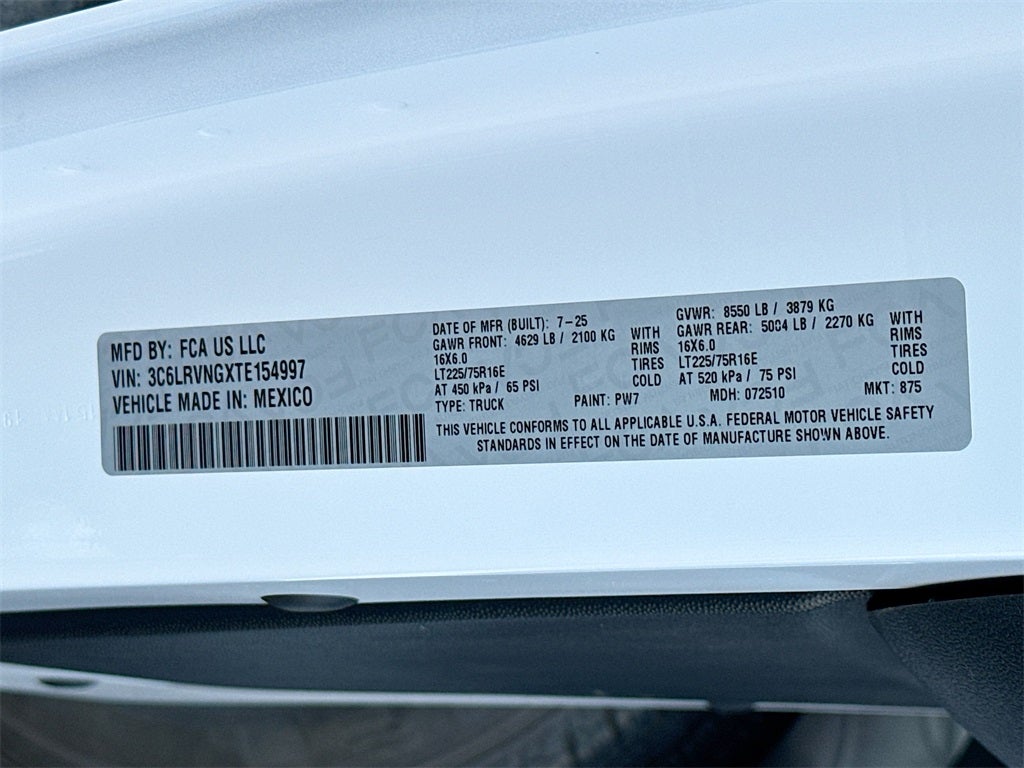 MFD BY: FCA US LLC
VIN: 3C6LRVNGXTE154997
VEHICLE MADE IN: MEXICO
DATE OF MFR (BUILT): 7-25
GAWR FRONT: 4629 LB / 2100 KG
16X6.0
LT225/75R16E
AT 450 kPa / 65 PSI
WITH
RIMS
TIRES
COLD
GVWR: 8550 LB / 3879 KG
GAWR REAR: 5004 LB / 2270 KG
16X6.0
LT225/75R16E
AT 520 kPa / 75 PSI
WITH
RIMS
TIRES
COLD
TYPE: TRUCK PAINT: PW7 MDH: 072510 MKT: 875
THIS VEHICLE CONFORMS TO ALL APPLICABLE U.S.A. FEDERAL MOTOR VEHICLE SAFETY
STANDARDS IN EFFECT ON THE DATE OF MANUFACTURE SHOWN ABOVE.